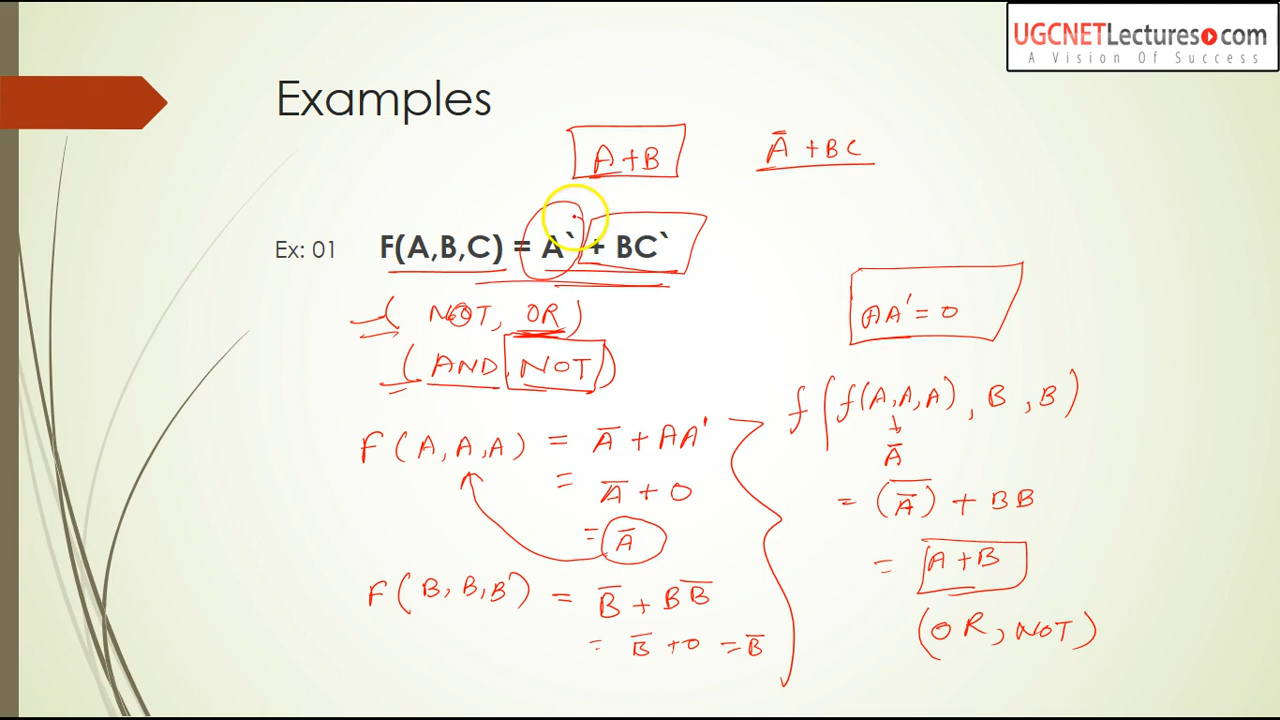 UGCNETLectures.com
A Vision Of Success
Examples
A+B
Ā +BC
Ex: 01 F(A,B,C) = A` + BC`
( NOT, OR )
( AND, NOT )
AA' = 0
F( A, A, A ) = Ā + AA'
= Ā + 0
= Ā
F( B, B, B' ) = B̅ + BB̅
= B̅ +0 = B̅
f( f(A, A, A) , B , B )
Ā
= (A̿) + BB
= A+B
(OR, NOT)